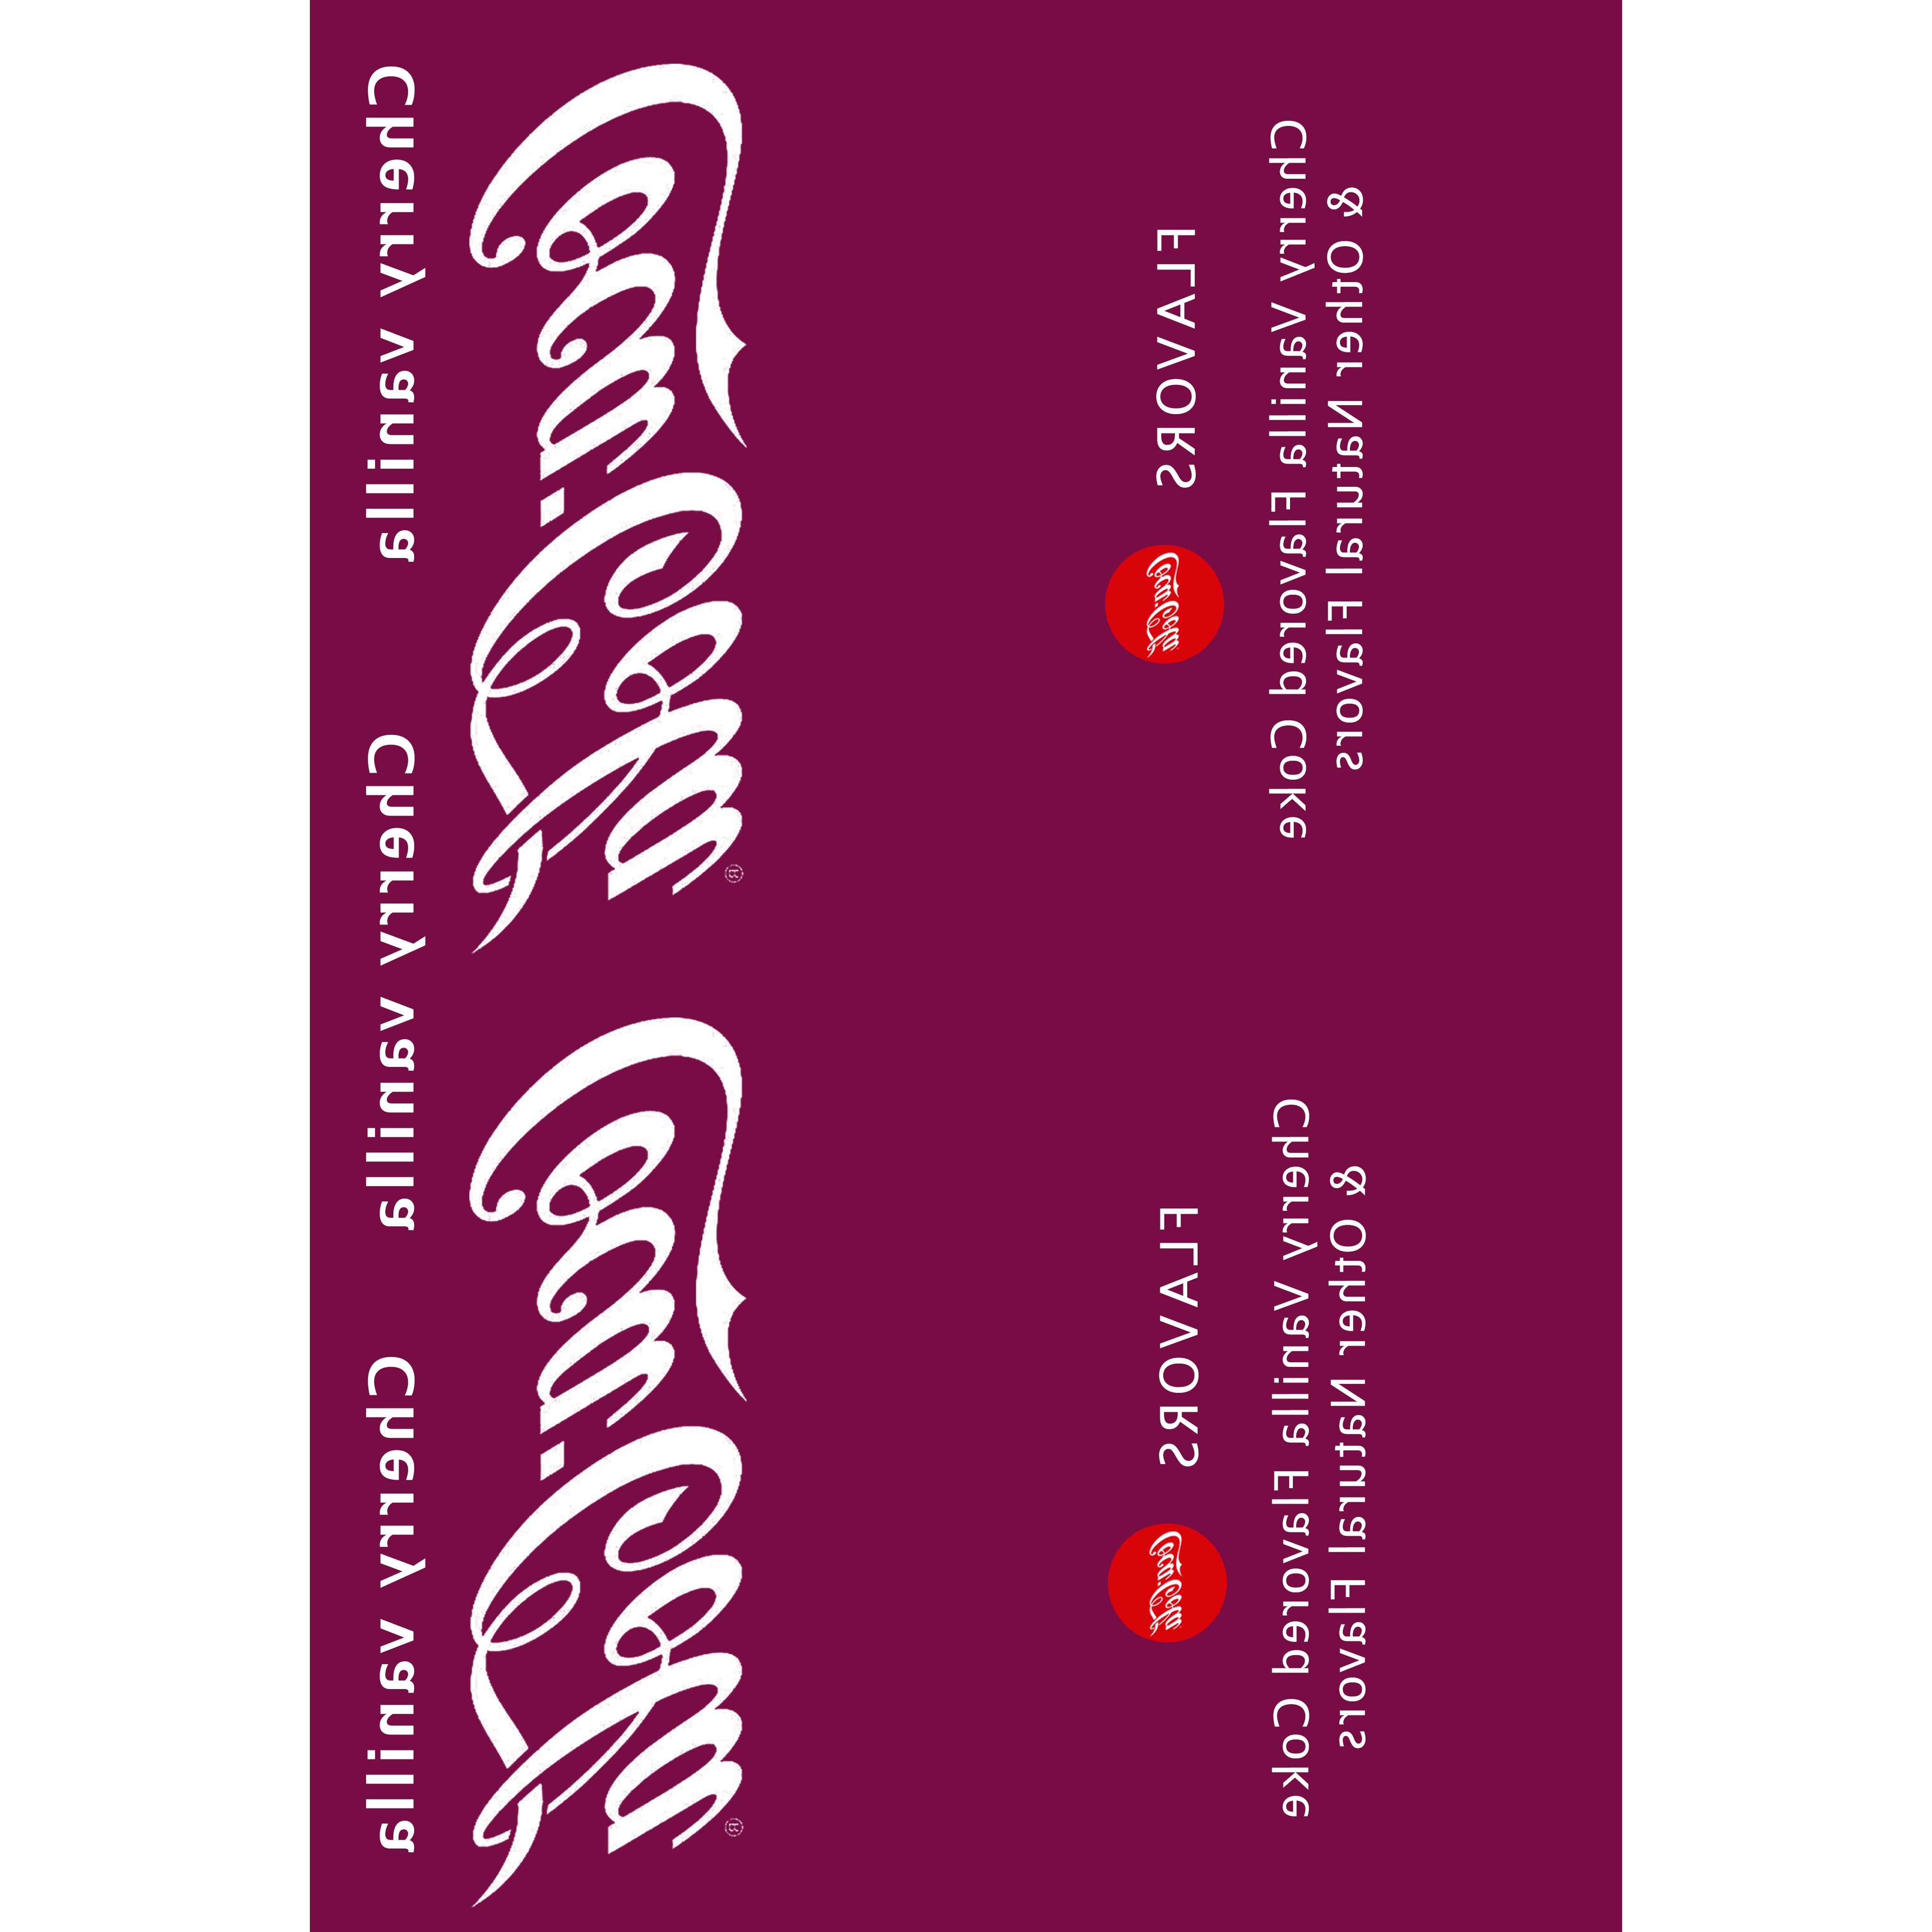 Cherry vanilla
Cherry vanilla
Cherry vanilla
Coca-Cola ®
Coca-Cola ®
FLAVORS
Coca-Cola
Cherry Vanilla Flavored Coke
& Other Natural Flavors
FLAVORS
Coca-Cola
Cherry Vanilla Flavored Coke
& Other Natural Flavors